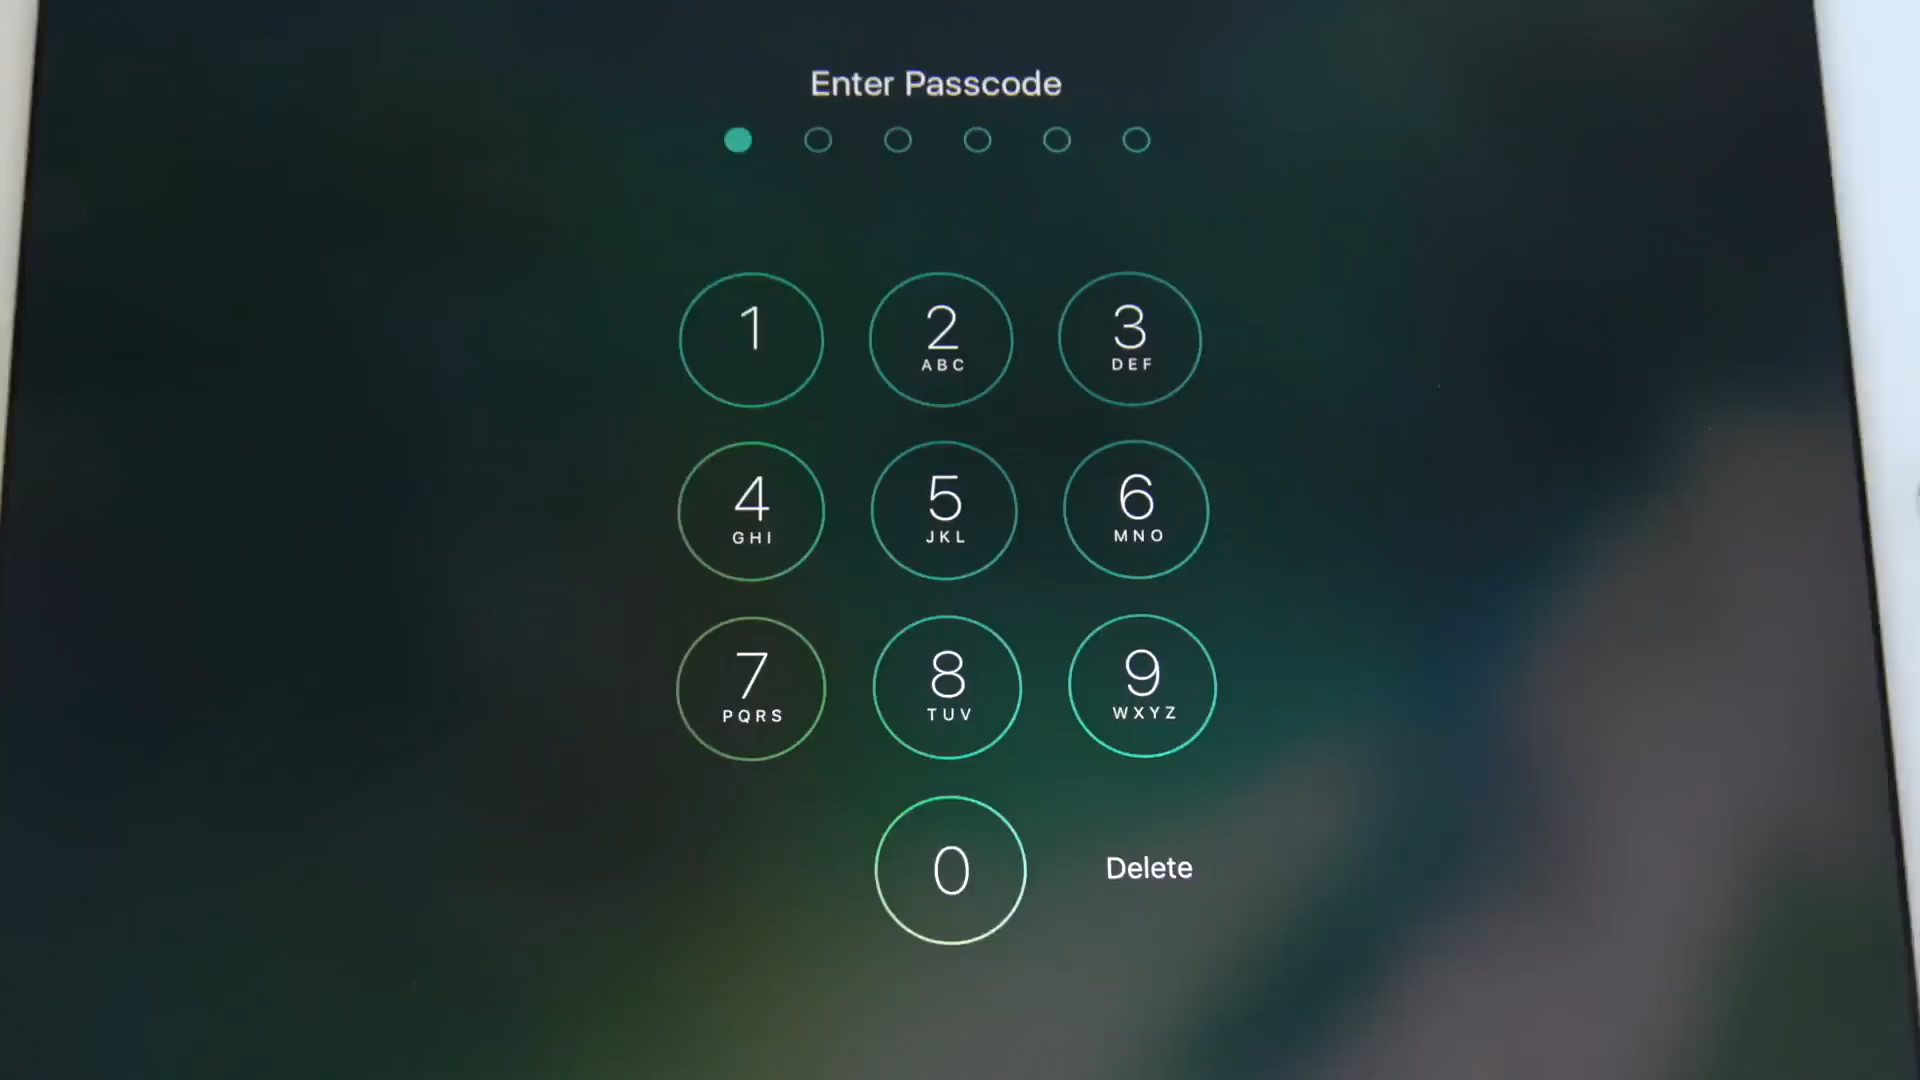 Enter Passcode
1 2 3
ABC DEF
4 5 6
GHI JKL MNO
7 8 9
PQRS TUV WXYZ
0 Delete